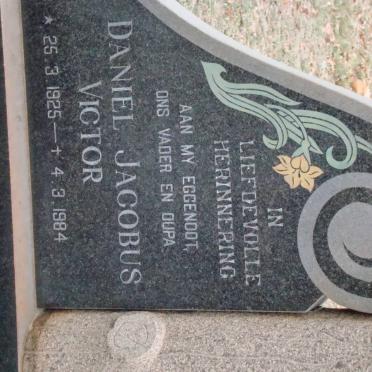 IN
LIEFDEVOLLE
HERINNERING
AAN MY EGGENOOT,
ONS VADER EN OUPA.
DANIEL JACOBUS
VICTOR
* 25.3.1925 — † 4.3.1984